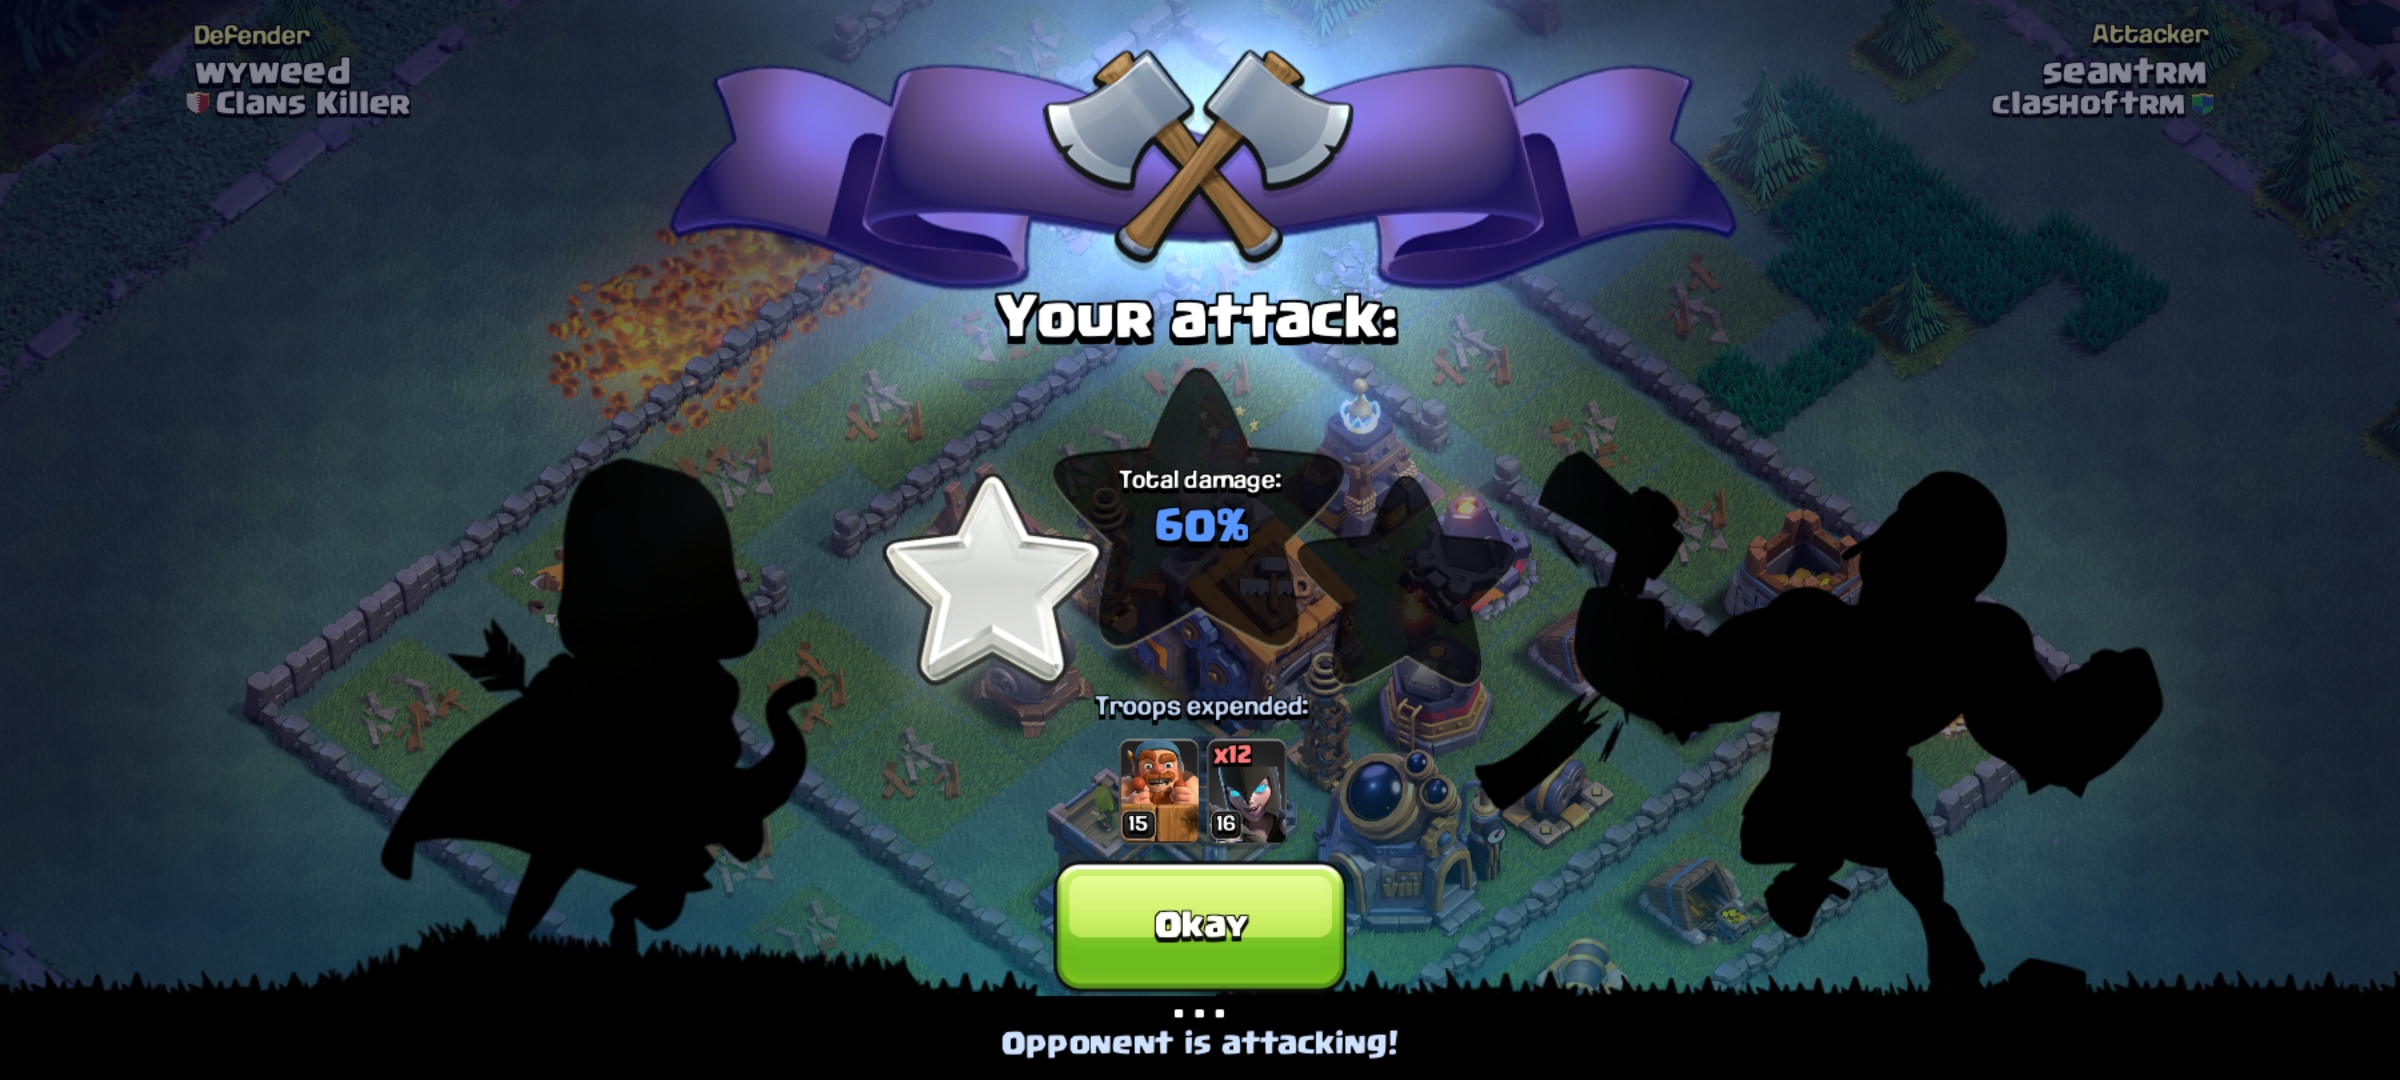 Defender
wyweed
Clans Killer
Attacker
seantrm
clashoftrm
Your attack:
Total damage:
60%
Troops expended:
x12
15
16
viii
Okay
...
Opponent is attacking!